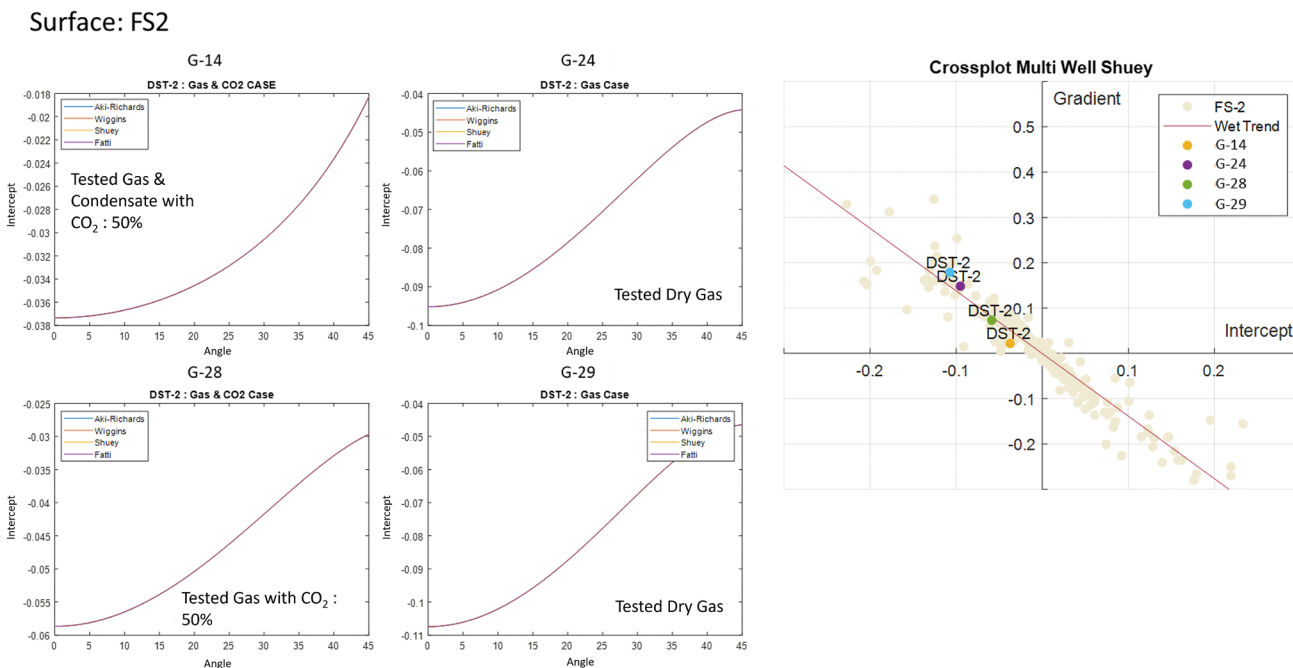 Surface: FS2
G-14
DST-2 : Gas & CO2 CASE
-0.018
-0.02
-0.022
-0.024
-0.026
-0.028
-0.03
-0.032
-0.034
-0.036
-0.038
Intercept
Aki-Richards
Wiggins
Shuey
Fatti
Tested Gas &
Condensate with
CO₂ : 50%
0 5 10 15 20 25 30 35 40 45
Angle
G-24
DST-2 : Gas Case
-0.04
-0.05
-0.06
-0.07
-0.08
-0.09
-0.1
Intercept
Aki-Richards
Wiggins
Shuey
Fatti
Tested Dry Gas
0 5 10 15 20 25 30 35 40 45
Angle
G-28
DST-2 : Gas & CO2 Case
-0.025
-0.03
-0.035
-0.04
-0.045
-0.05
-0.055
-0.06
Intercept
Aki-Richards
Wiggins
Shuey
Fatti
Tested Gas with CO₂ :
50%
0 5 10 15 20 25 30 35 40 45
Angle
G-29
DST-2 : Gas Case
-0.04
-0.05
-0.06
-0.07
-0.08
-0.09
-0.1
-0.11
Intercept
Aki-Richards
Wiggins
Shuey
Fatti
Tested Dry Gas
0 5 10 15 20 25 30 35 40 45
Angle
Crossplot Multi Well Shuey
Gradient
FS-2
Wet Trend
G-14
G-24
G-28
G-29
0.5
0.4
0.3
0.2
0.1
-0.1
-0.2
DST-2
DST-2
DST-2
DST-2
Intercept
-0.2 -0.1 0.1 0.2